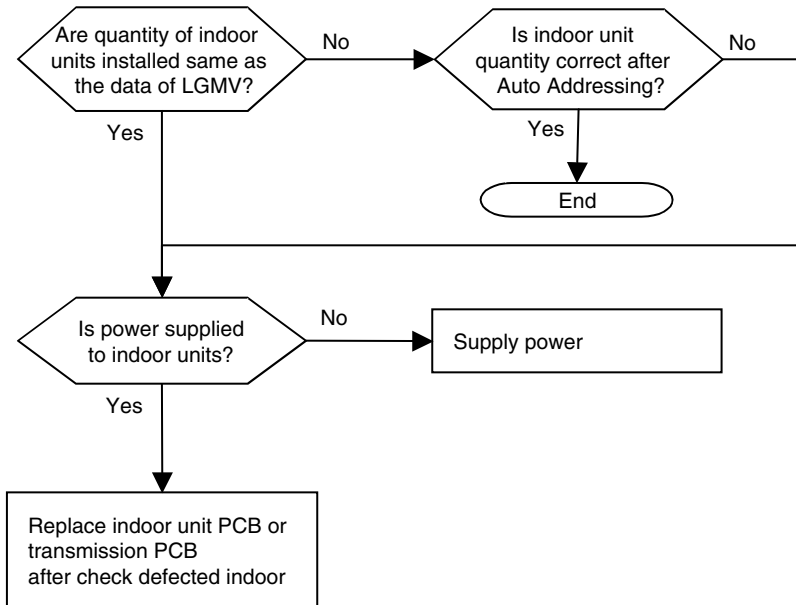 Are quantity of indoor
units installed same as
the data of LGMV?
No
Is indoor unit
quantity correct after
Auto Addressing?
No
Yes
Yes
End
Is power supplied
to indoor units?
No
Supply power
Yes
Replace indoor unit PCB or
transmission PCB
after check defected indoor